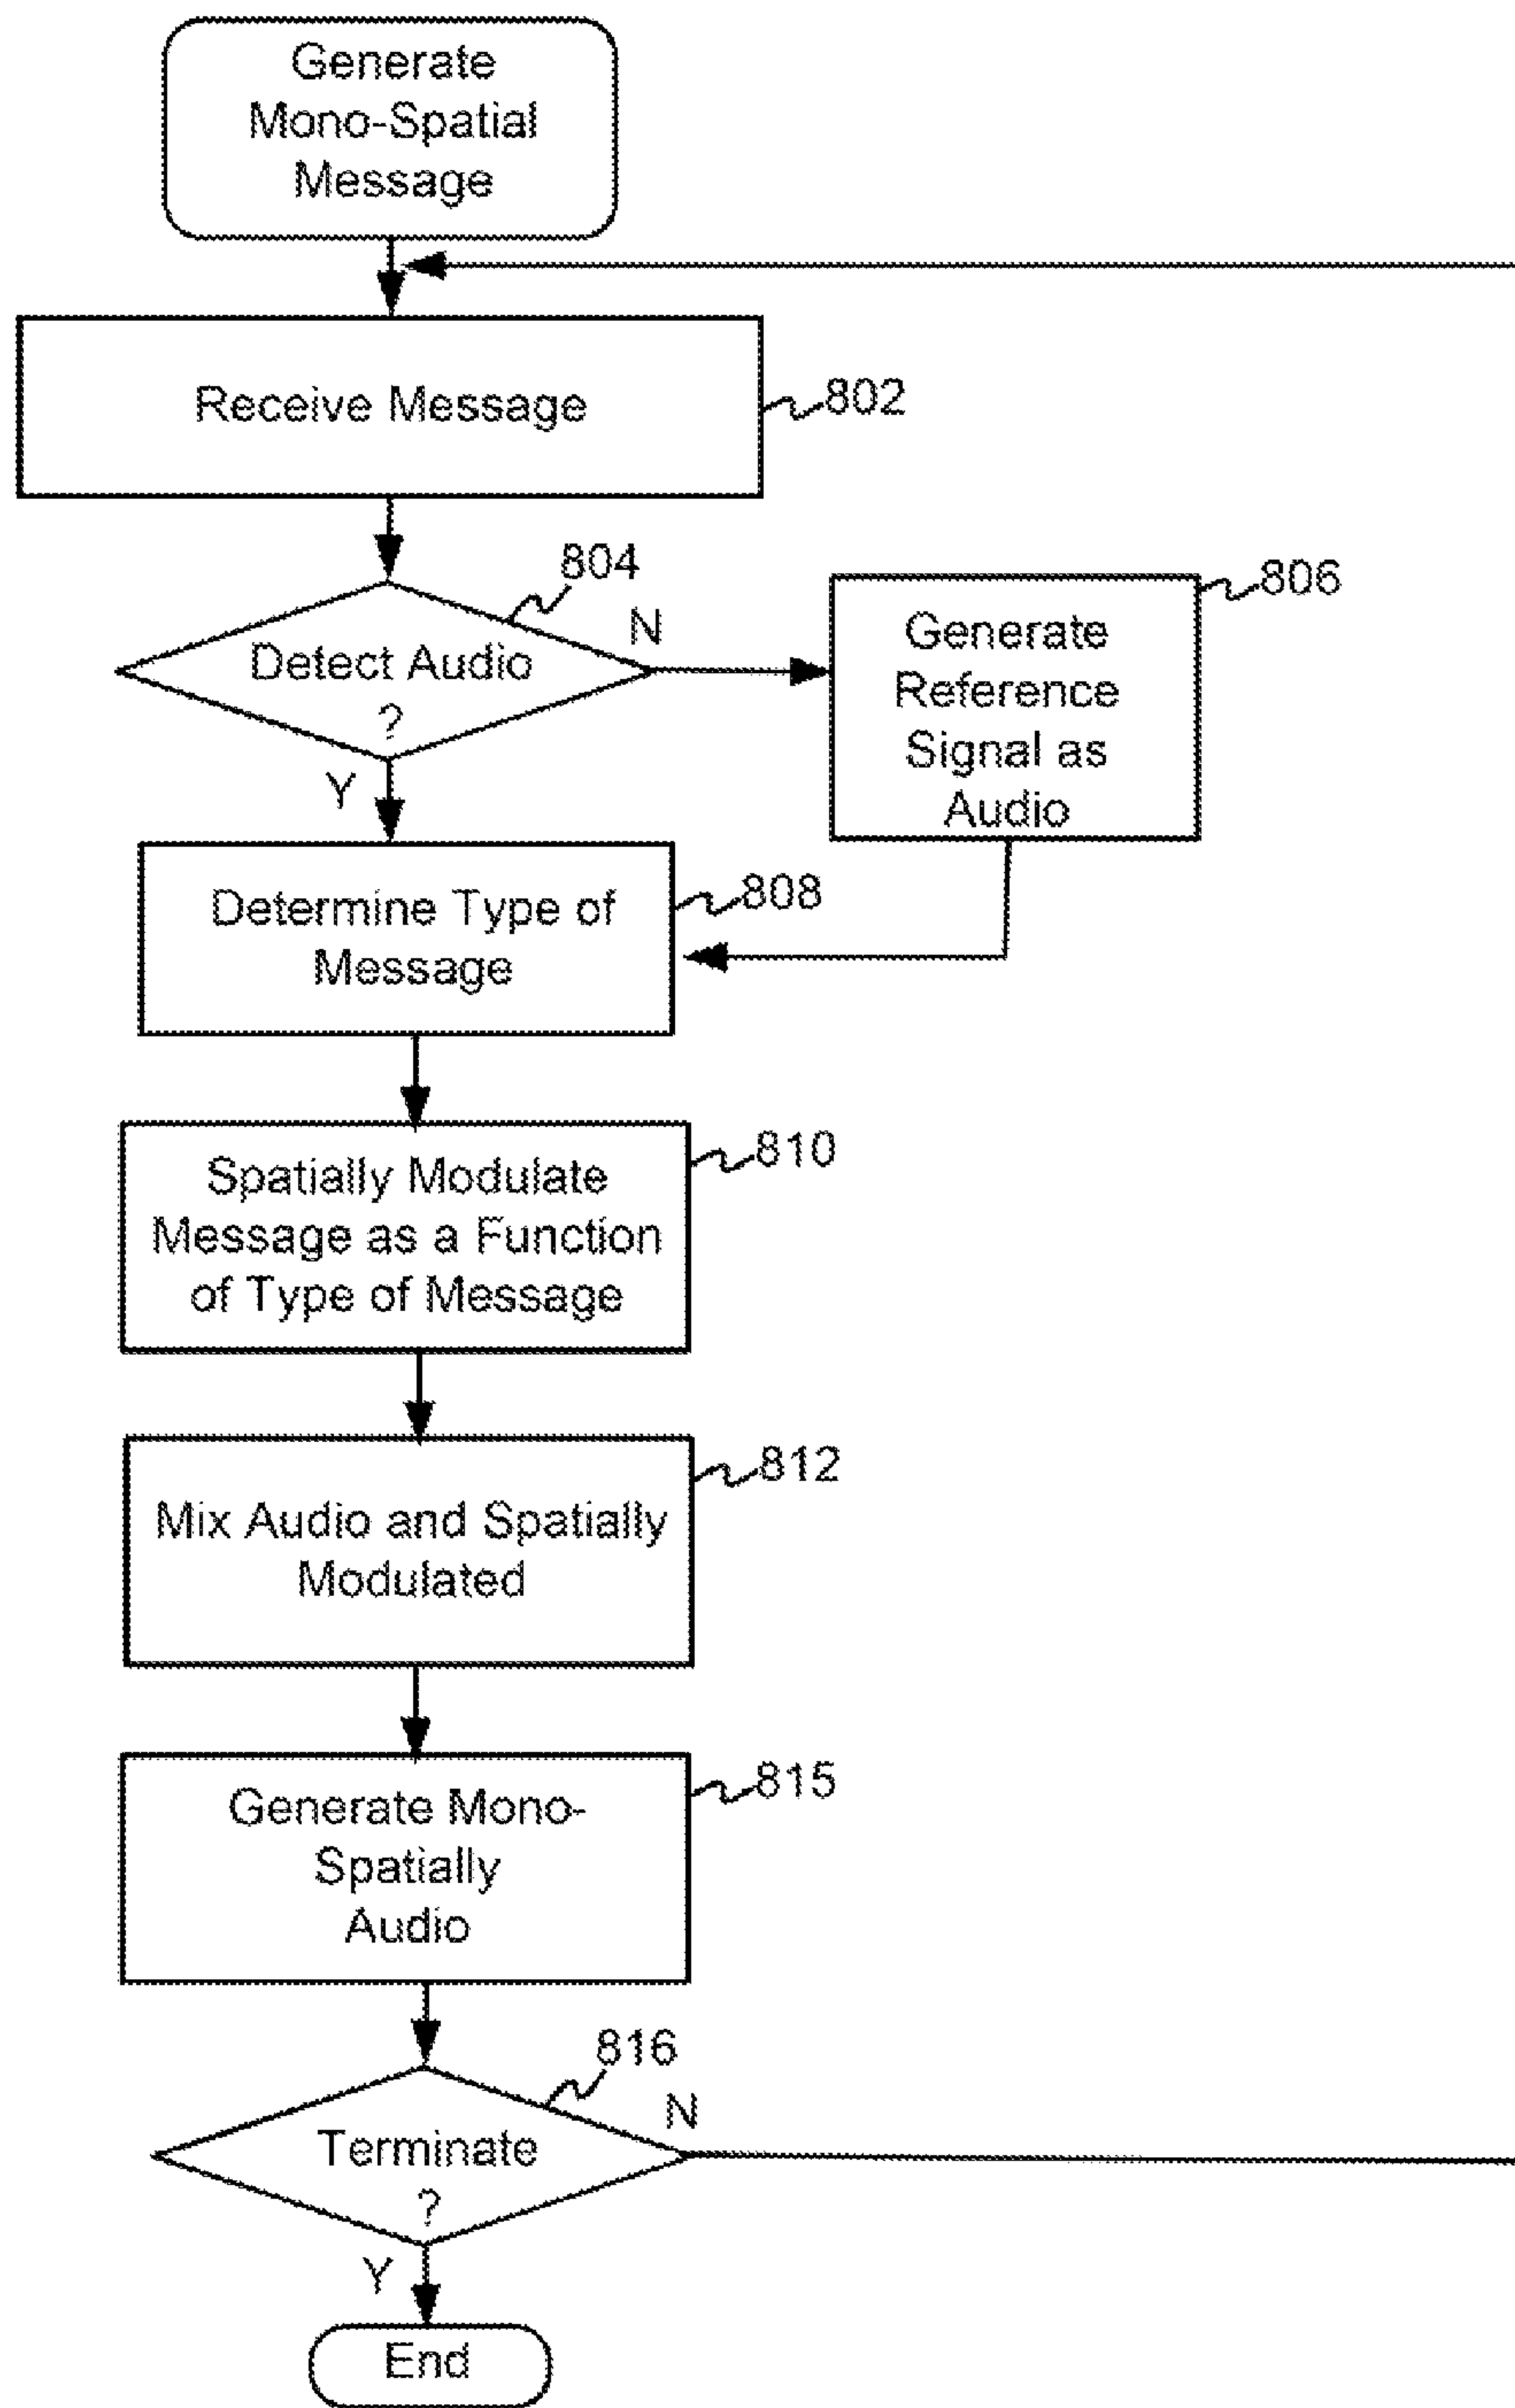 Generate
Mono-Spatial
Message
Receive Message
802
804
Detect Audio
?
N
Y
806
Generate
Reference
Signal as
Audio
Determine Type of
Message
808
Spatially Modulate
Message as a Function
of Type of Message
810
Mix Audio and Spatially
Modulated
812
Generate Mono-
Spatially
Audio
815
816
Terminate
?
N
Y
End